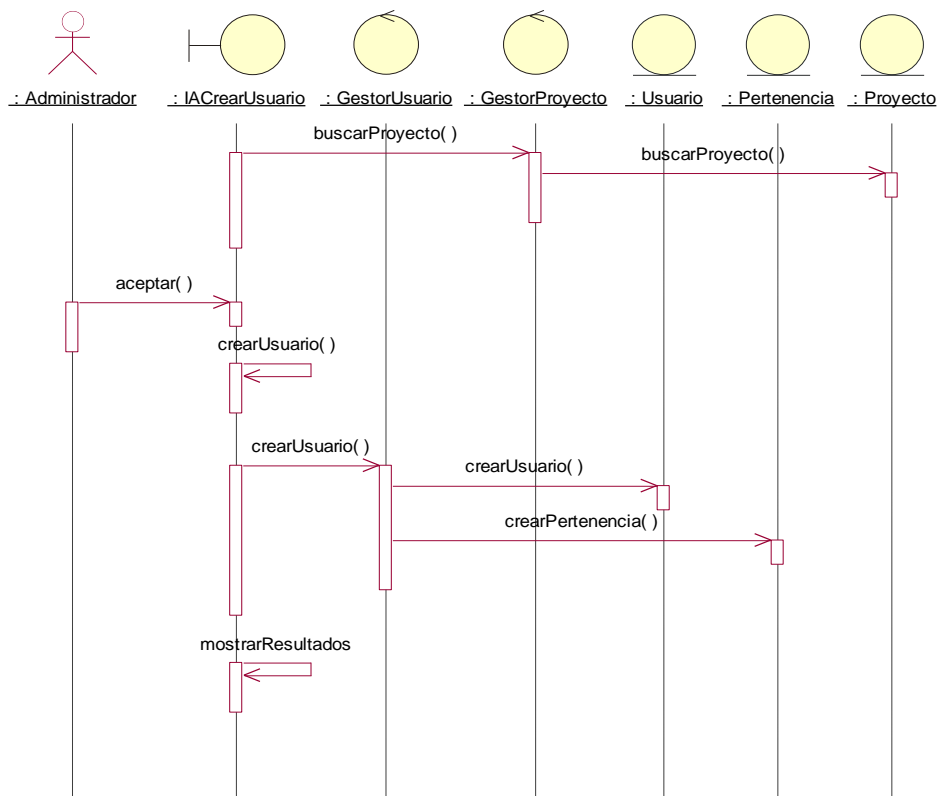 : Administrador
: IACrearUsuario
: GestorUsuario
: GestorProyecto
: Usuario
: Pertenencia
: Proyecto
buscarProyecto( )
buscarProyecto( )
aceptar( )
crearUsuario( )
crearUsuario( )
crearUsuario( )
crearPertenencia( )
mostrarResultados